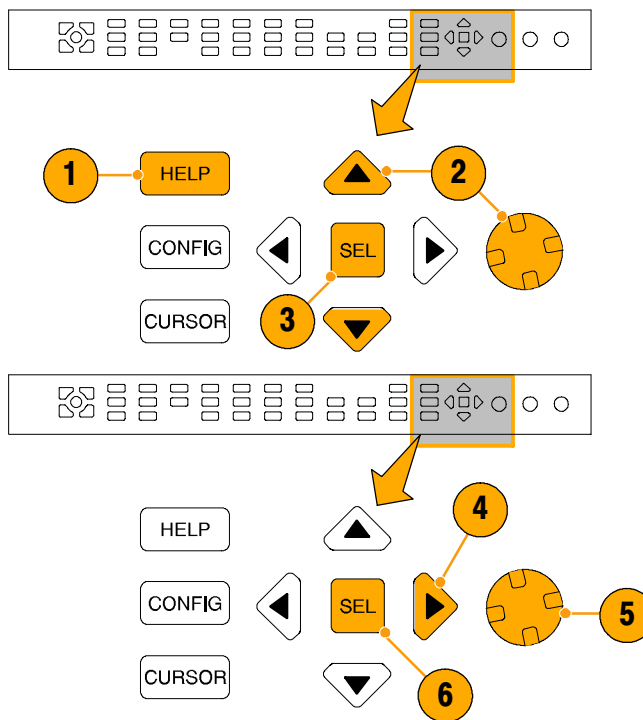 1
HELP
2
CONFIG
SEL
CURSOR
3
HELP
4
CONFIG
SEL
5
CURSOR
6